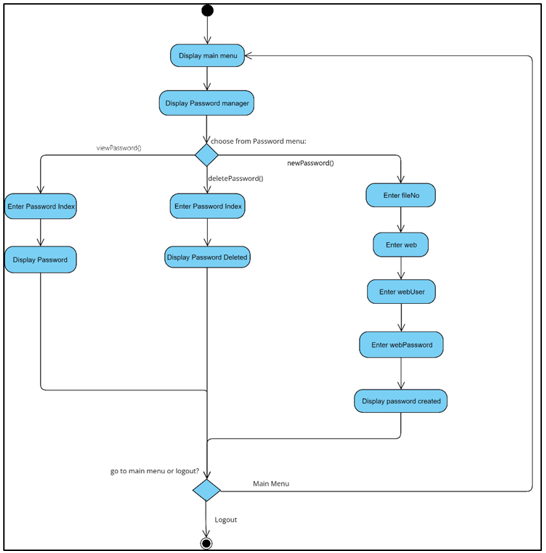 Display main menu
Display Password manager
choose from Password menu:
viewPassword()
newPassword()
deletePassword()
Enter Password Index
Enter Password Index
Enter fileNo
Display Password
Display Password Deleted
Enter web
Enter webUser
Enter webPassword
Display password created
go to main menu or logout?
Main Menu
Logout